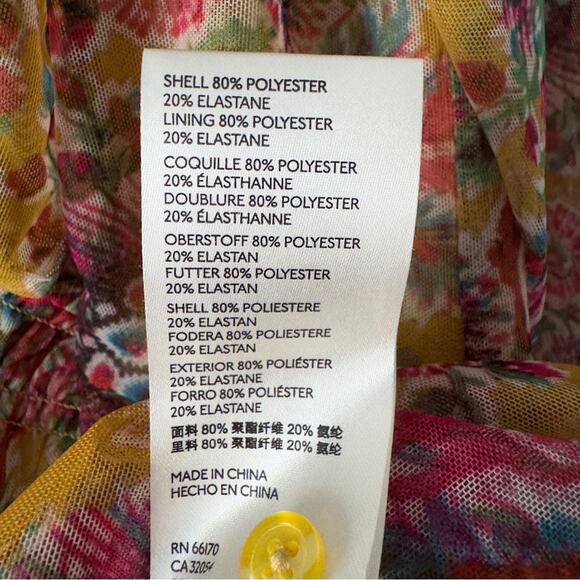 SHELL 80% POLYESTER
20% ELASTANE
LINING 80% POLYESTER
20% ELASTANE
COQUILLE 80% POLYESTER
20% ÉLASTHANNE
DOUBLURE 80% POLYESTER
20% ÉLASTHANNE
OBERSTOFF 80% POLYESTER
20% ELASTAN
FUTTER 80% POLYESTER
20% ELASTAN
SHELL 80% POLIESTERE
20% ELASTAN
FODERA 80% POLIESTERE
20% ELASTAN
EXTERIOR 80% POLIÉSTER
20% ELASTANE
FORRO 80% POLIÉSTER
20% ELASTANE
面料 80% 聚酯纤维 20% 氨纶
里料 80% 聚酯纤维 20% 氨纶
MADE IN CHINA
HECHO EN CHINA
RN 66170
CA